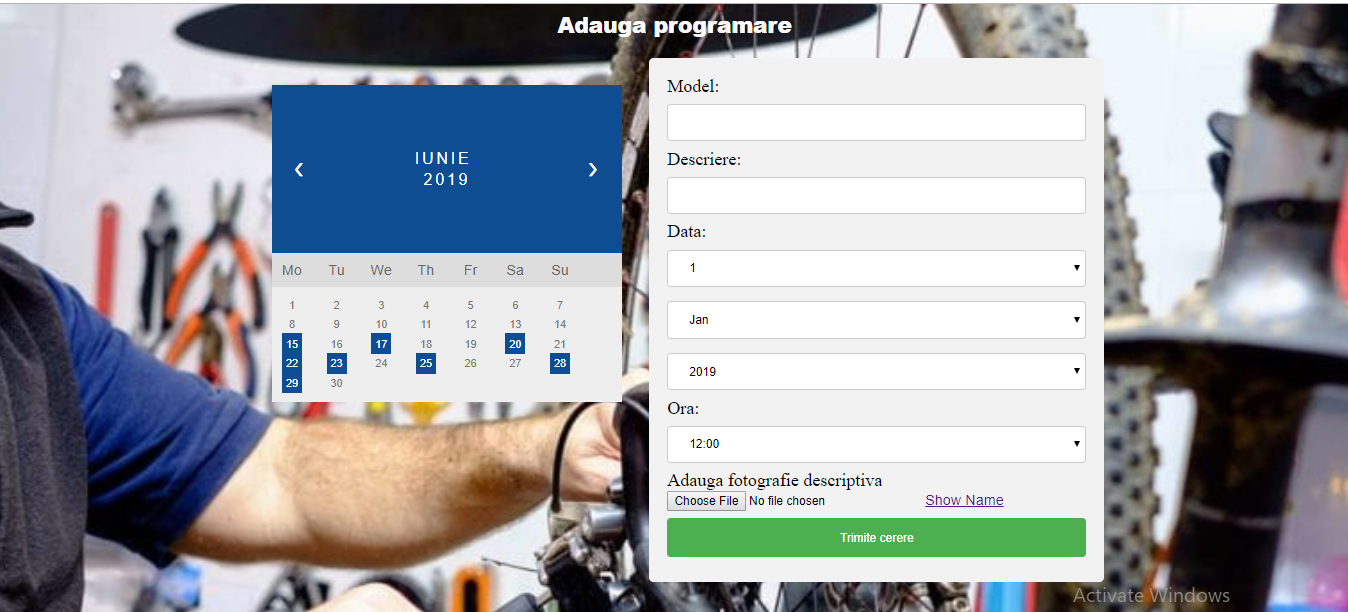 Adauga programare
❮
IUNIE
2019
❯
Mo Tu We Th Fr Sa Su
1 2 3 4 5 6 7
8 9 10 11 12 13 14
15 16 17 18 19 20 21
22 23 24 25 26 27 28
29 30
Model:
Descriere:
Data:
1
Jan
2019
Ora:
12:00
Adauga fotografie descriptiva
Choose File No file chosen Show Name
Trimite cerere
Activate Windows